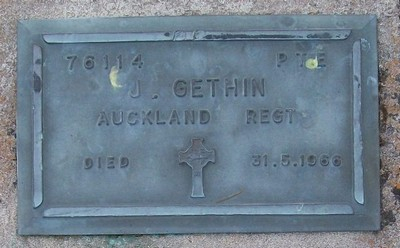 76114 PTE
J. GETHIN
AUCKLAND REGT
DIED 31.5.1966